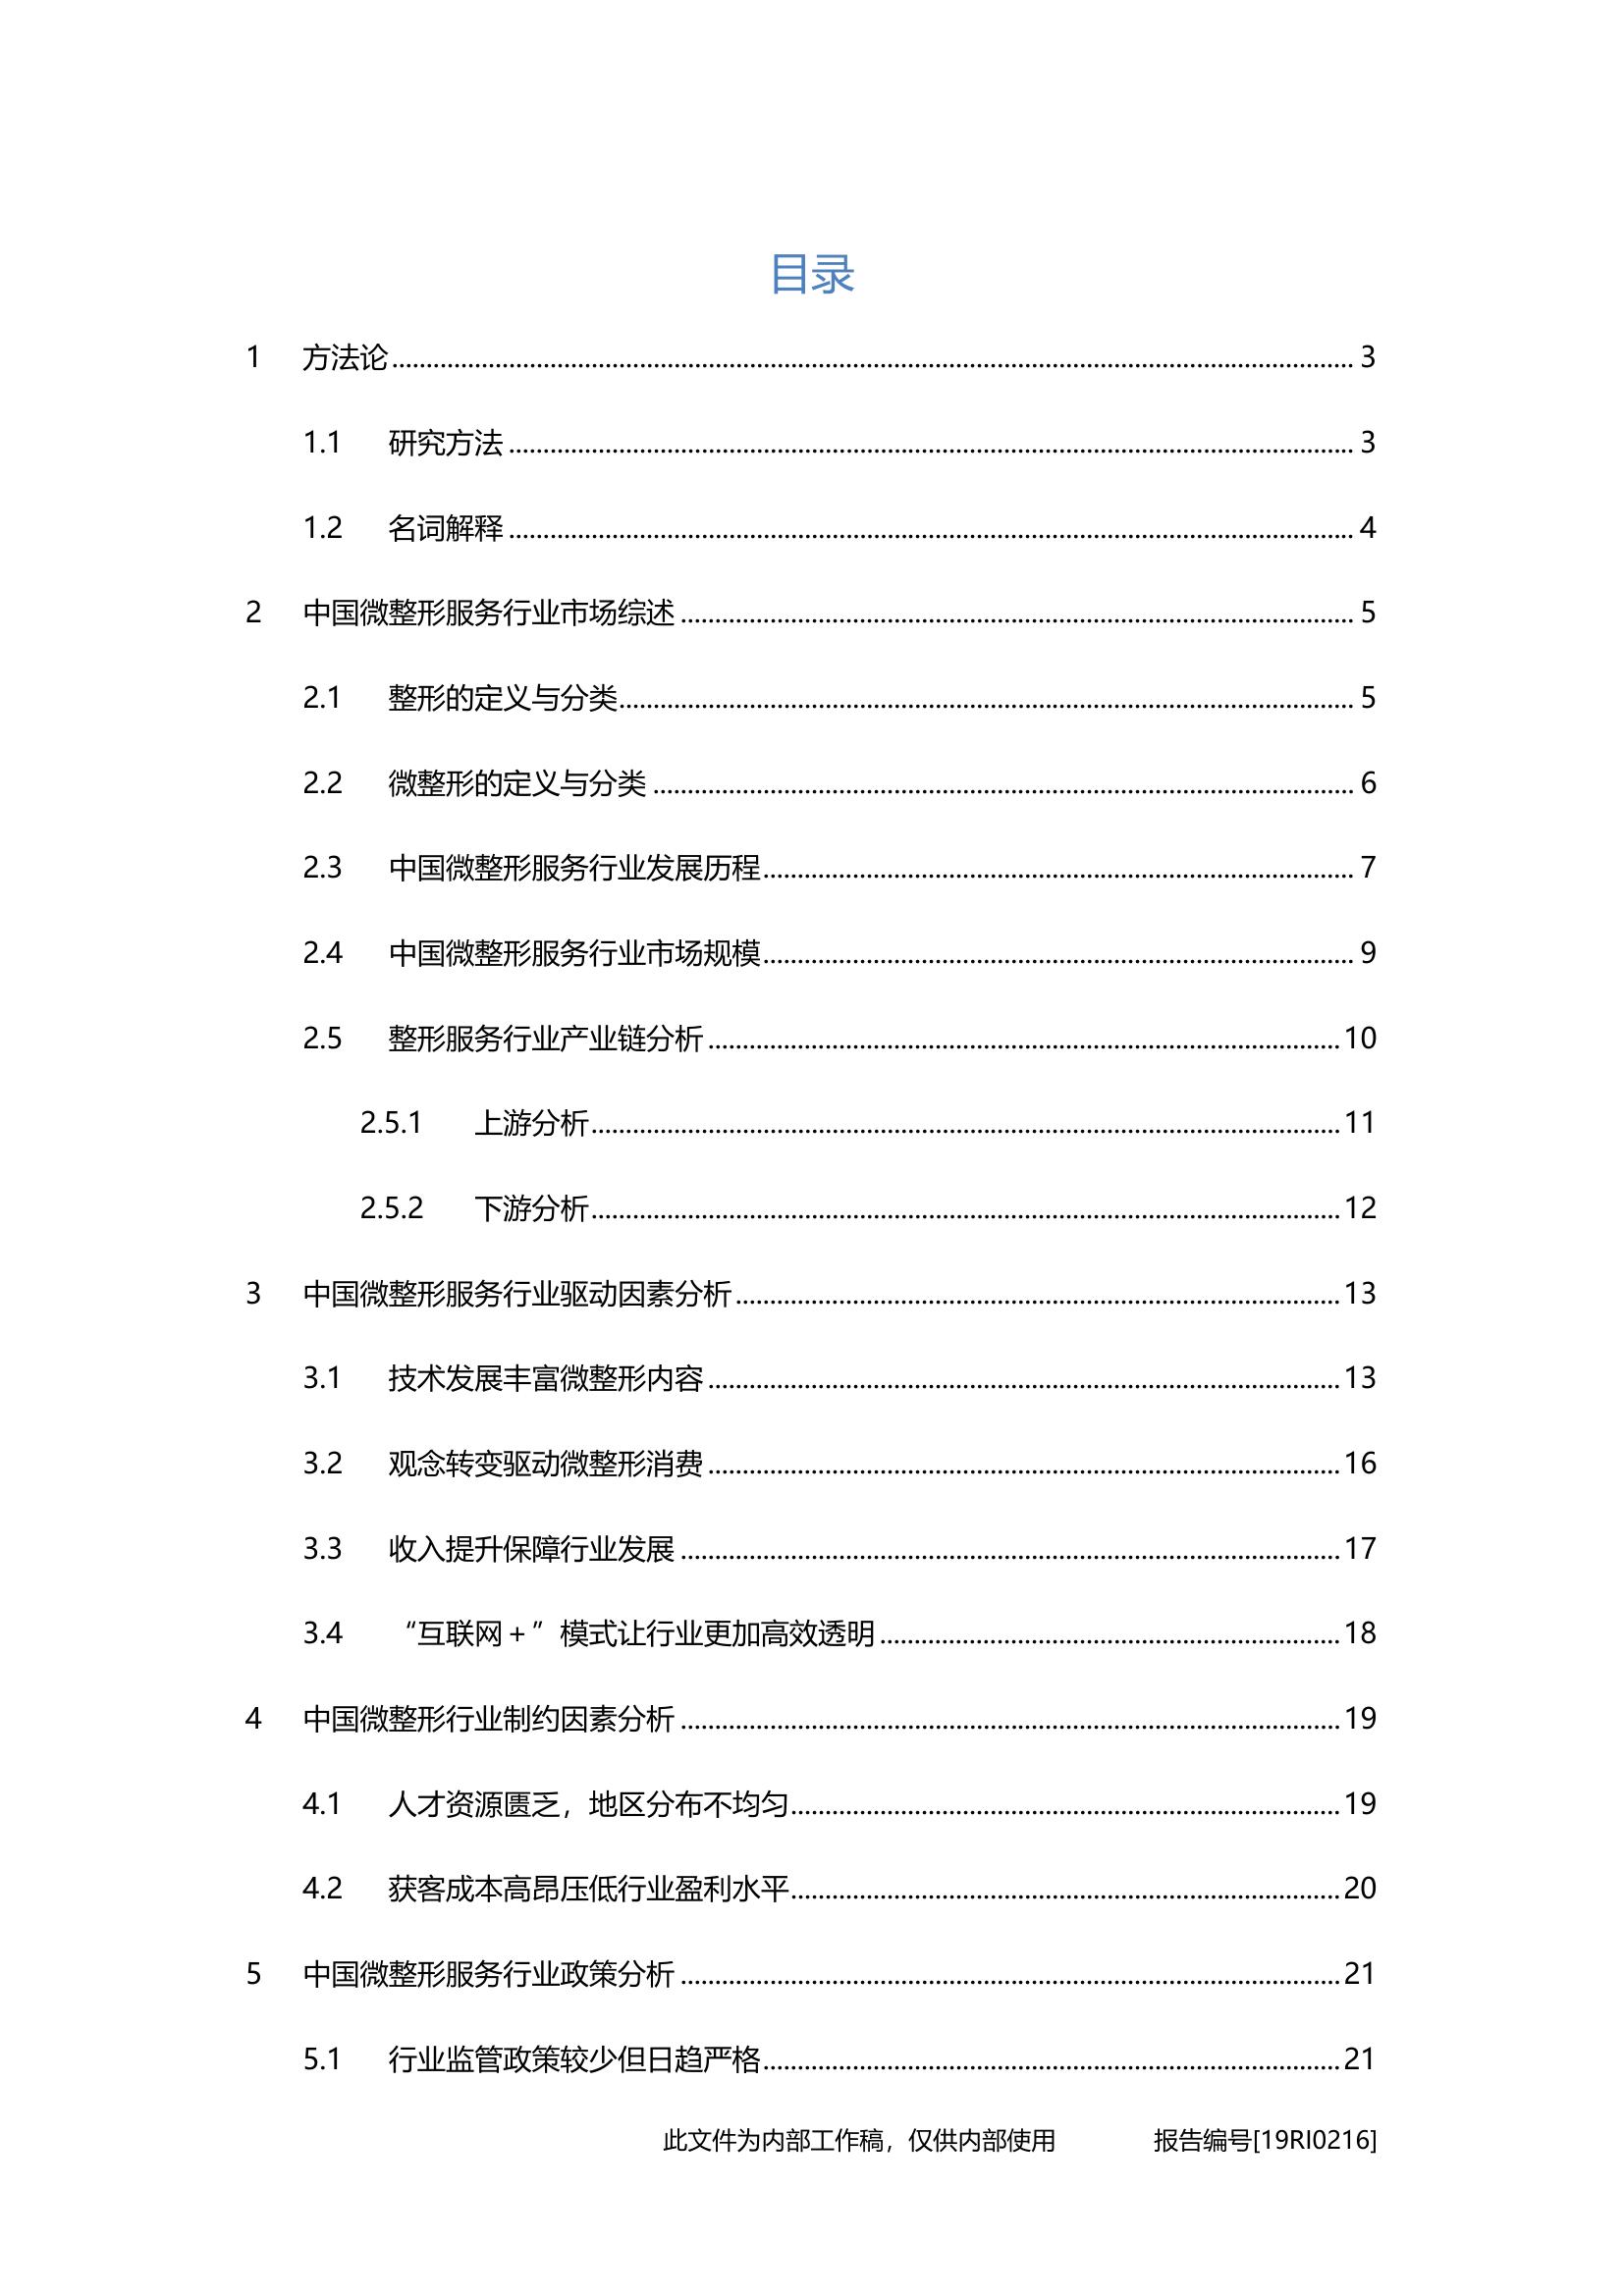 目录
1 方法论 3
1.1 研究方法 3
1.2 名词解释 4
2 中国微整形服务行业市场综述 5
2.1 整形的定义与分类 5
2.2 微整形的定义与分类 6
2.3 中国微整形服务行业发展历程 7
2.4 中国微整形服务行业市场规模 9
2.5 整形服务行业产业链分析 10
2.5.1 上游分析 11
2.5.2 下游分析 12
3 中国微整形服务行业驱动因素分析 13
3.1 技术发展丰富微整形内容 13
3.2 观念转变驱动微整形消费 16
3.3 收入提升保障行业发展 17
3.4 “互联网+”模式让行业更加高效透明 18
4 中国微整形行业制约因素分析 19
4.1 人才资源匮乏，地区分布不均匀 19
4.2 获客成本高昂压低行业盈利水平 20
5 中国微整形服务行业政策分析 21
5.1 行业监管政策较少但日趋严格 21
此文件为内部工作稿，仅供内部使用 报告编号[19RI0216]